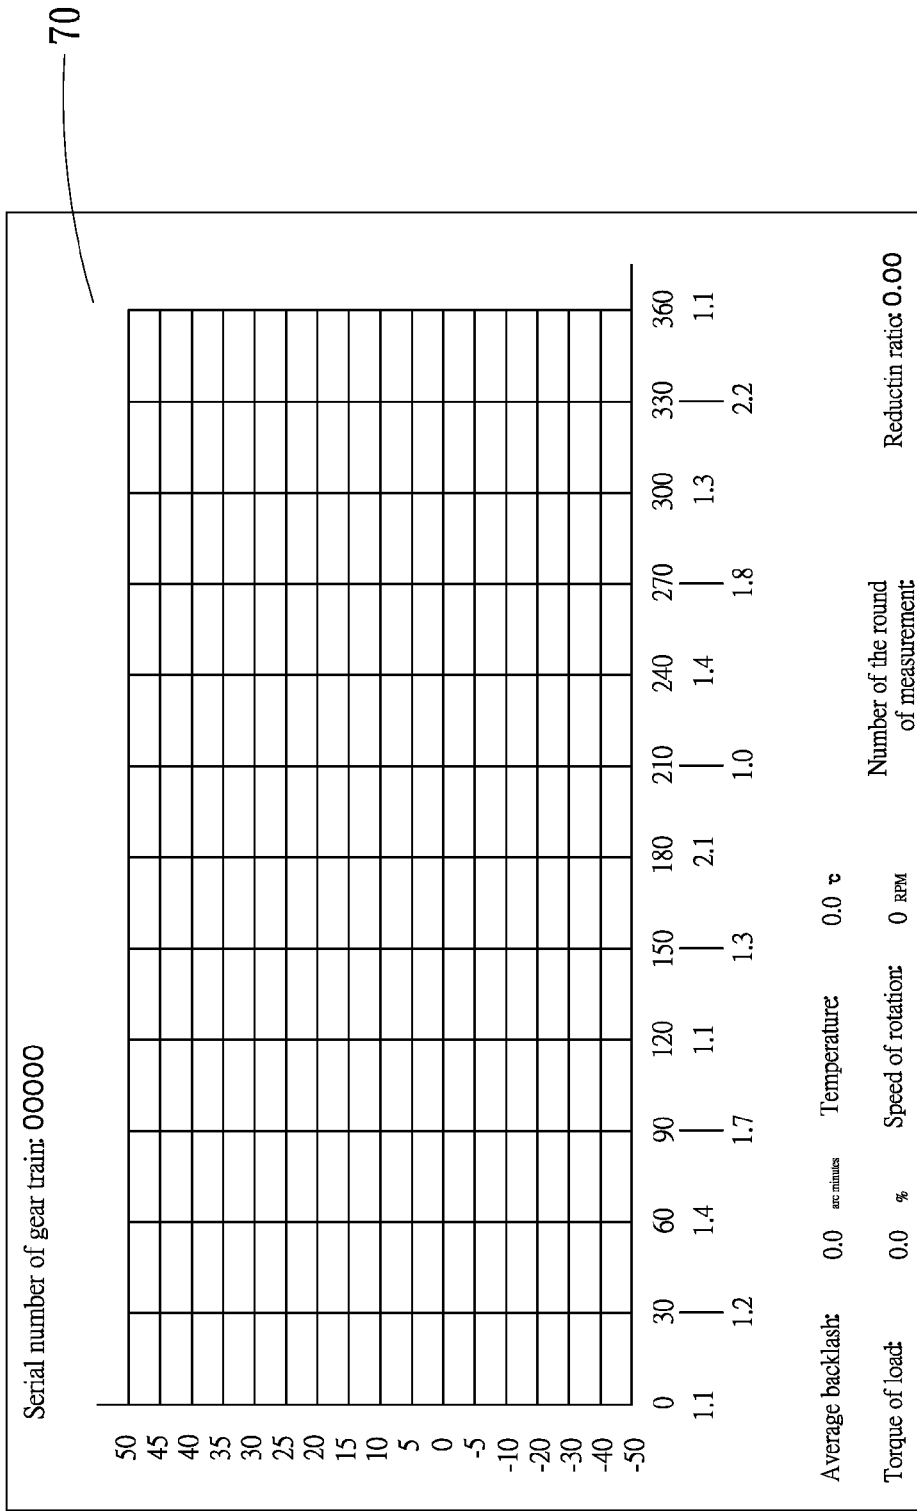 70
Serial number of gear train: 00000
50
45
40
35
30
25
20
15
10
5
0
-5
-10
-20
-30
-40
-50
0 30 60 90 120 150 180 210 240 270 300 330 360
1.1 1.4 1.1 2.1 1.4 1.3 1.1
1.2 1.7 1.3 1.0 1.8 2.2
Average backlash: 0.0 arc minutes Temperature: 0.0 ℃
Number of the round
Torque of load: 0.0 % Speed of rotation: 0 RPM
of measurement:
Reductin ratio: 0.00